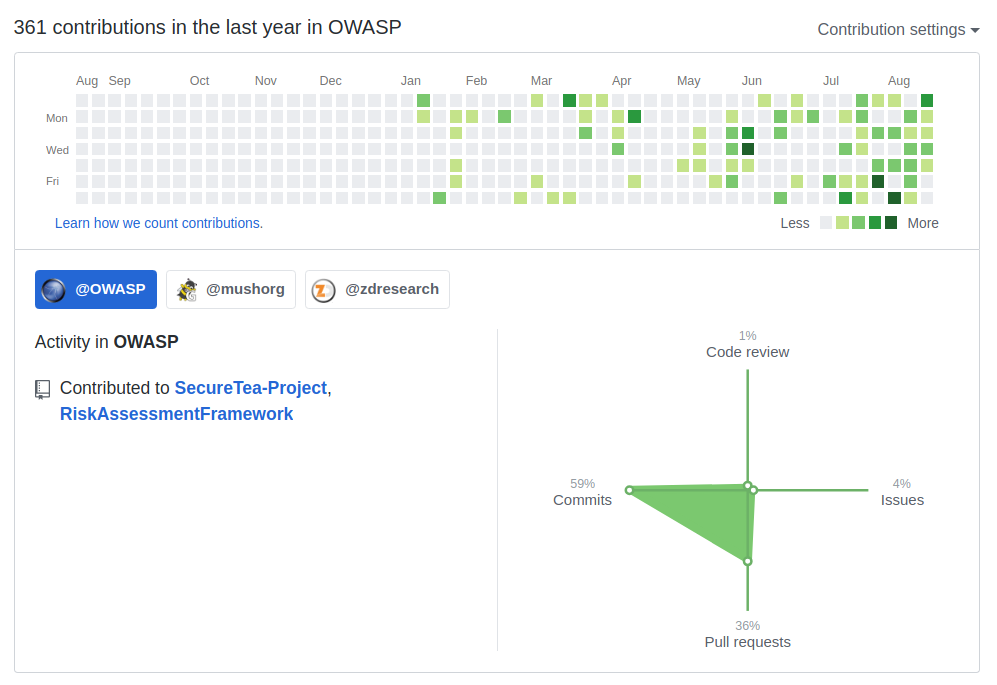 361 contributions in the last year in OWASP
Contribution settings
Aug Sep Oct Nov Dec Jan Feb Mar Apr May Jun Jul Aug
Mon
Wed
Fri
Learn how we count contributions.
Less More
@OWASP @mushorg @zdresearch
Activity in OWASP
Contributed to SecureTea-Project,
RiskAssessmentFramework
1%
Code review
59%
Commits
4%
Issues
36%
Pull requests